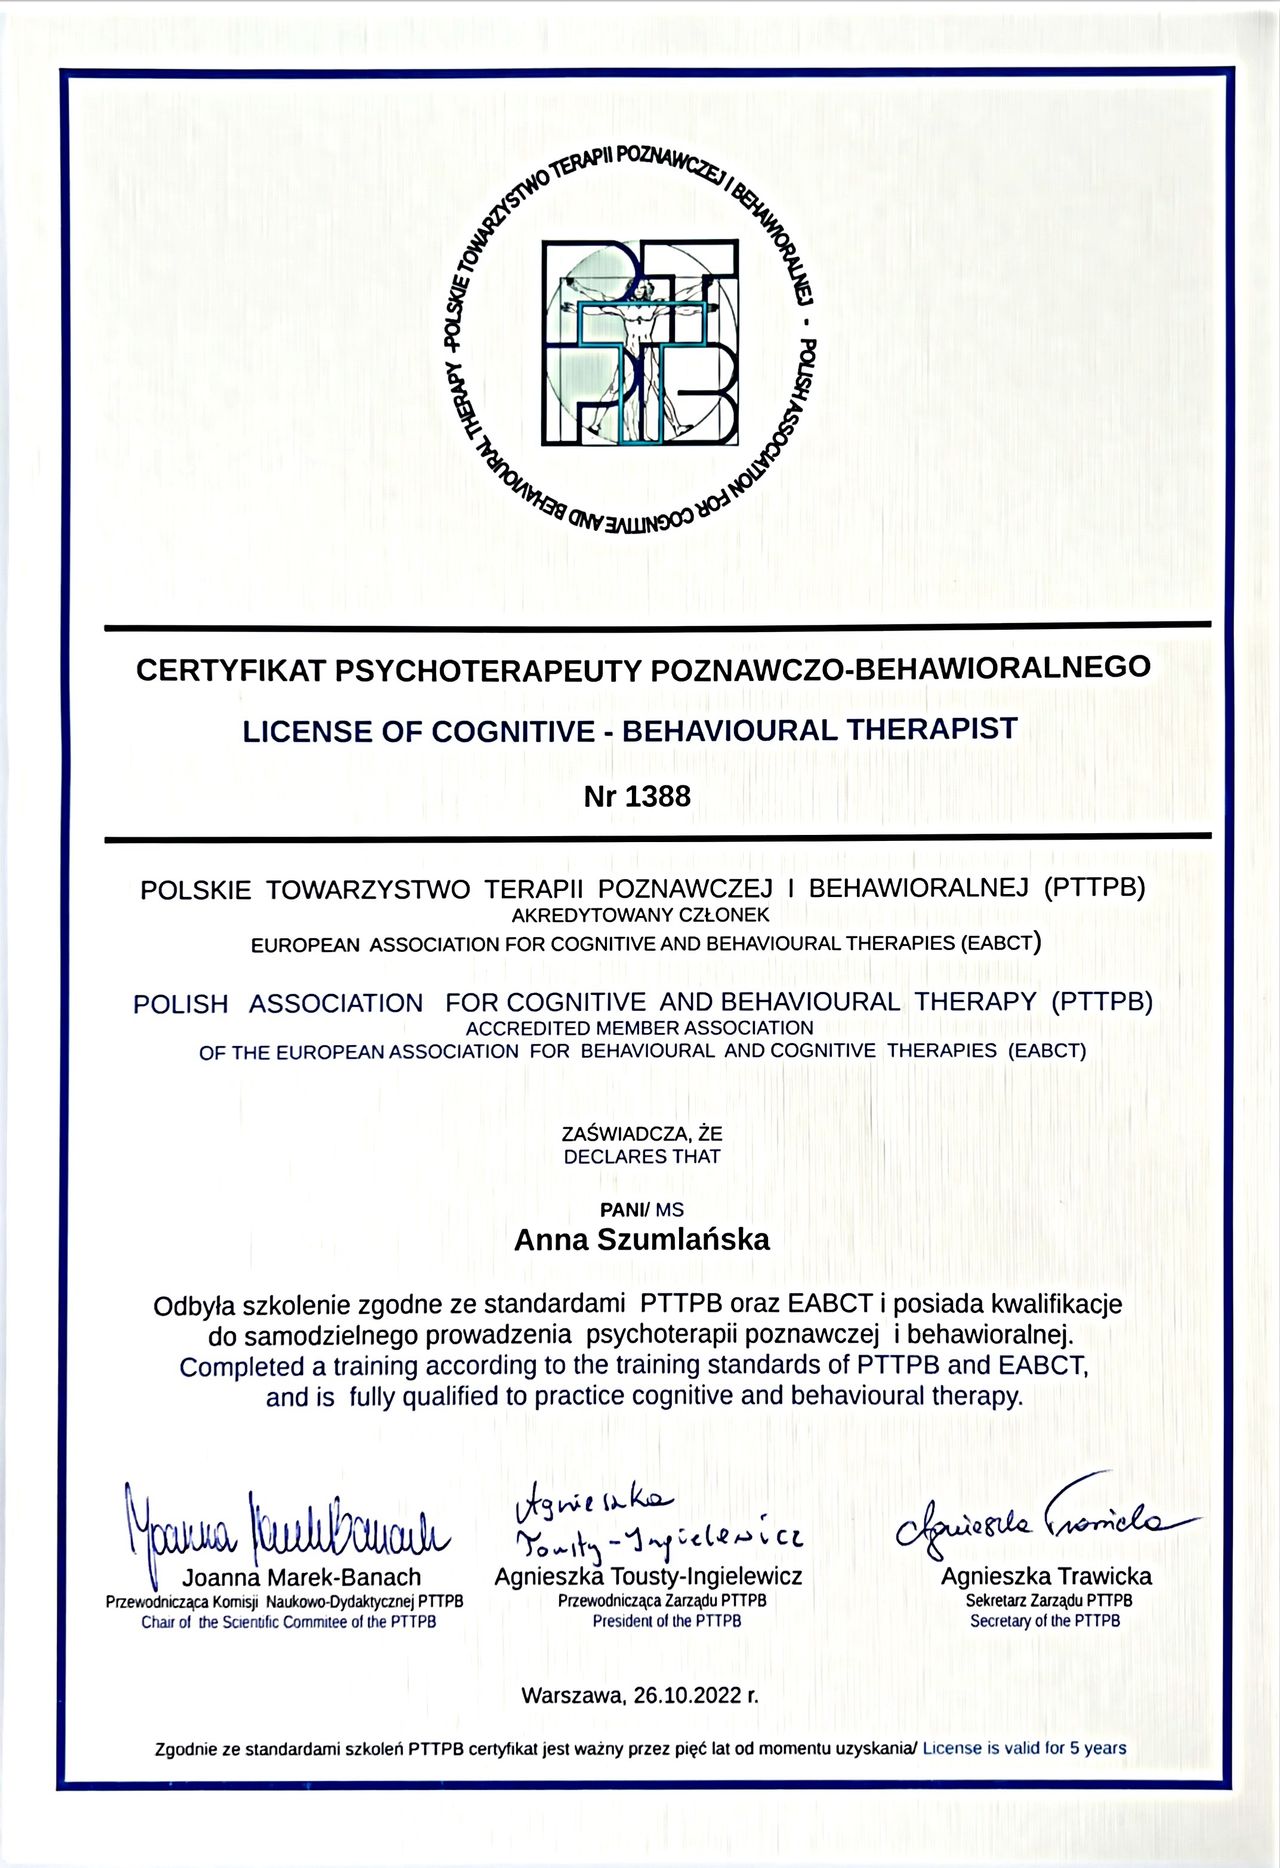 POLSKIE TOWARZYSTWO TERAPII POZNAWCZEJ I BEHAWIORALNEJ - POLISH ASSOCIATION FOR COGNITIVE AND BEHAVIOURAL THERAPY -
PT
PB
CERTYFIKAT PSYCHOTERAPEUTY POZNAWCZO-BEHAWIORALNEGO
LICENSE OF COGNITIVE - BEHAVIOURAL THERAPIST
Nr 1388
POLSKIE TOWARZYSTWO TERAPII POZNAWCZEJ I BEHAWIORALNEJ (PTTPB)
AKREDYTOWANY CZŁONEK
EUROPEAN ASSOCIATION FOR COGNITIVE AND BEHAVIOURAL THERAPIES (EABCT)
POLISH ASSOCIATION FOR COGNITIVE AND BEHAVIOURAL THERAPY (PTTPB)
ACCREDITED MEMBER ASSOCIATION
OF THE EUROPEAN ASSOCIATION FOR BEHAVIOURAL AND COGNITIVE THERAPIES (EABCT)
ZAŚWIADCZA, ŻE
DECLARES THAT
PANI/ MS
Anna Szumlańska
Odbyła szkolenie zgodne ze standardami PTTPB oraz EABCT i posiada kwalifikacje
do samodzielnego prowadzenia psychoterapii poznawczej i behawioralnej.
Completed a training according to the training standards of PTTPB and EABCT,
and is fully qualified to practice cognitive and behavioural therapy.
Joanna Marek-Banach Agnieszka Tousty-Ingielewicz Agnieszka Trawicka
Joanna Marek-Banach Agnieszka Tousty-Ingielewicz Agnieszka Trawicka
Przewodnicząca Komisji Naukowo-Dydaktycznej PTTPB Przewodnicząca Zarządu PTTPB Sekretarz Zarządu PTTPB
Chair of the Scientific Commitee of the PTTPB President of the PTTPB Secretary of the PTTPB
Warszawa, 26.10.2022 r.
Zgodnie ze standardami szkoleń PTTPB certyfikat jest ważny przez pięć lat od momentu uzyskania/ License is valid for 5 years